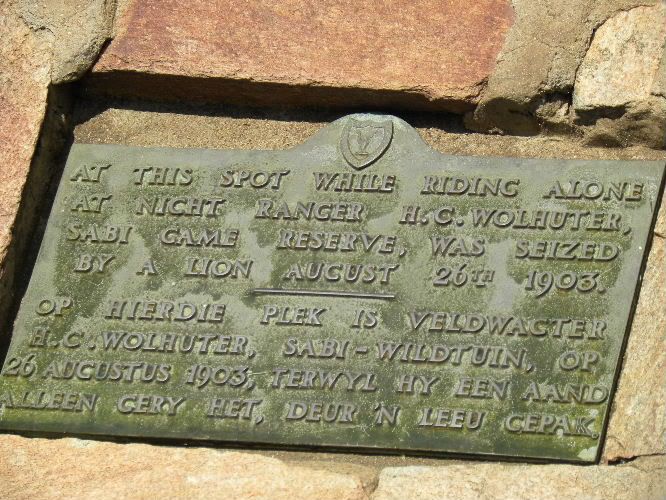 AT THIS SPOT WHILE RIDING ALONE
AT NIGHT RANGER H.C.WOLHUTER,
SABI GAME RESERVE, WAS SEIZED
BY A LION AUGUST 26TH 1903.
OP HIERDIE PLEK IS VELDWACTER
H.C.WOLHUTER, SABI-WILDTUIN, OP
26 AUGUSTUS 1903, TERWYL HY EEN AAND
ALLEEN GERY HET, DEUR 'N LEEU GEPAK.